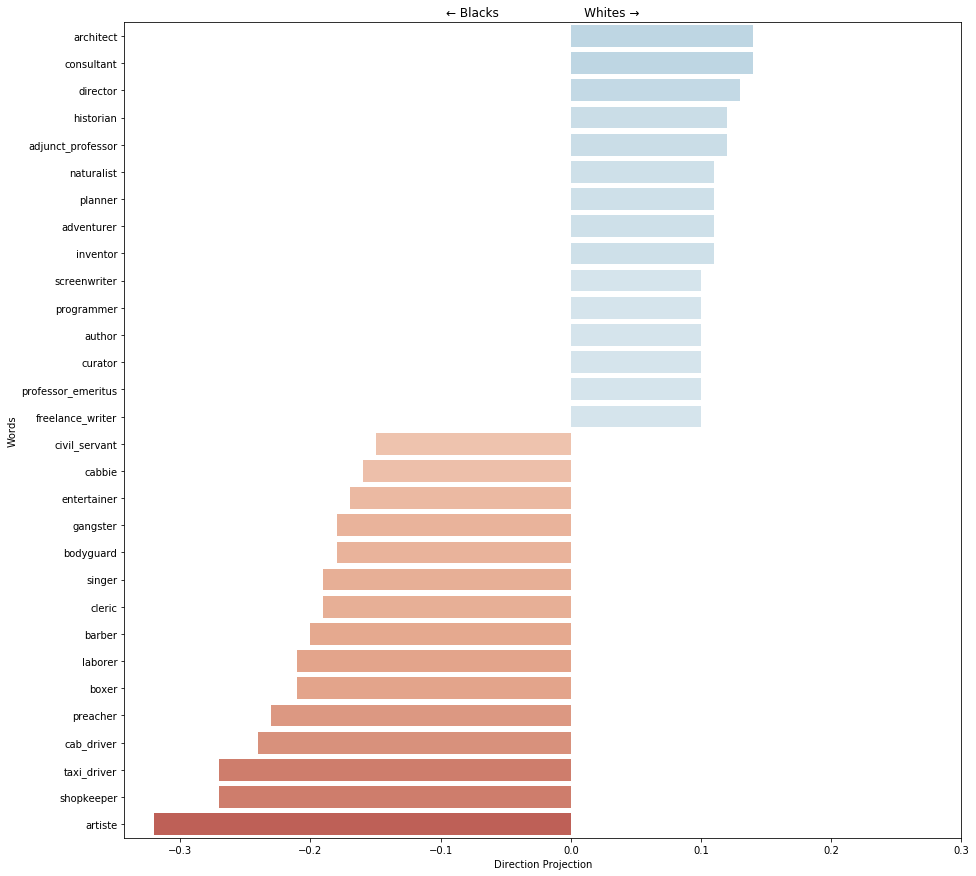 ← Blacks Whites →
architect
consultant
director
historian
adjunct_professor
naturalist
planner
adventurer
inventor
screenwriter
programmer
author
curator
professor_emeritus
freelance_writer
civil_servant
cabbie
entertainer
gangster
bodyguard
singer
cleric
barber
laborer
boxer
preacher
cab_driver
taxi_driver
shopkeeper
artiste
Words
−0.3 −0.2 −0.1 0.0 0.1 0.2 0.3
Direction Projection